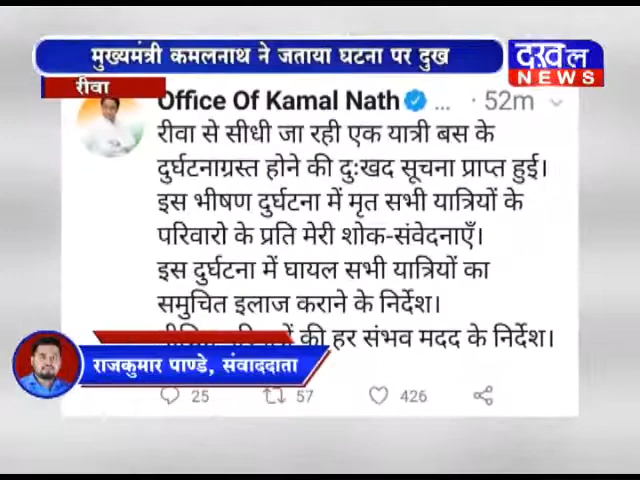 मुख्यमंत्री कमलनाथ ने जताया घटना पर दुख
दख़ल
NEWS
रीवा
Office Of Kamal Nath ... · 52m
रीवा से सीधी जा रही एक यात्री बस के
दुर्घटनाग्रस्त होने की दुःखद सूचना प्राप्त हुई।
इस भीषण दुर्घटना में मृत सभी यात्रियों के
परिवारो के प्रति मेरी शोक-संवेदनाएँ।
इस दुर्घटना में घायल सभी यात्रियों का
समुचित इलाज कराने के निर्देश।
की हर संभव मदद के निर्देश।
राजकुमार पाण्डे, संवाददाता
25 57 426